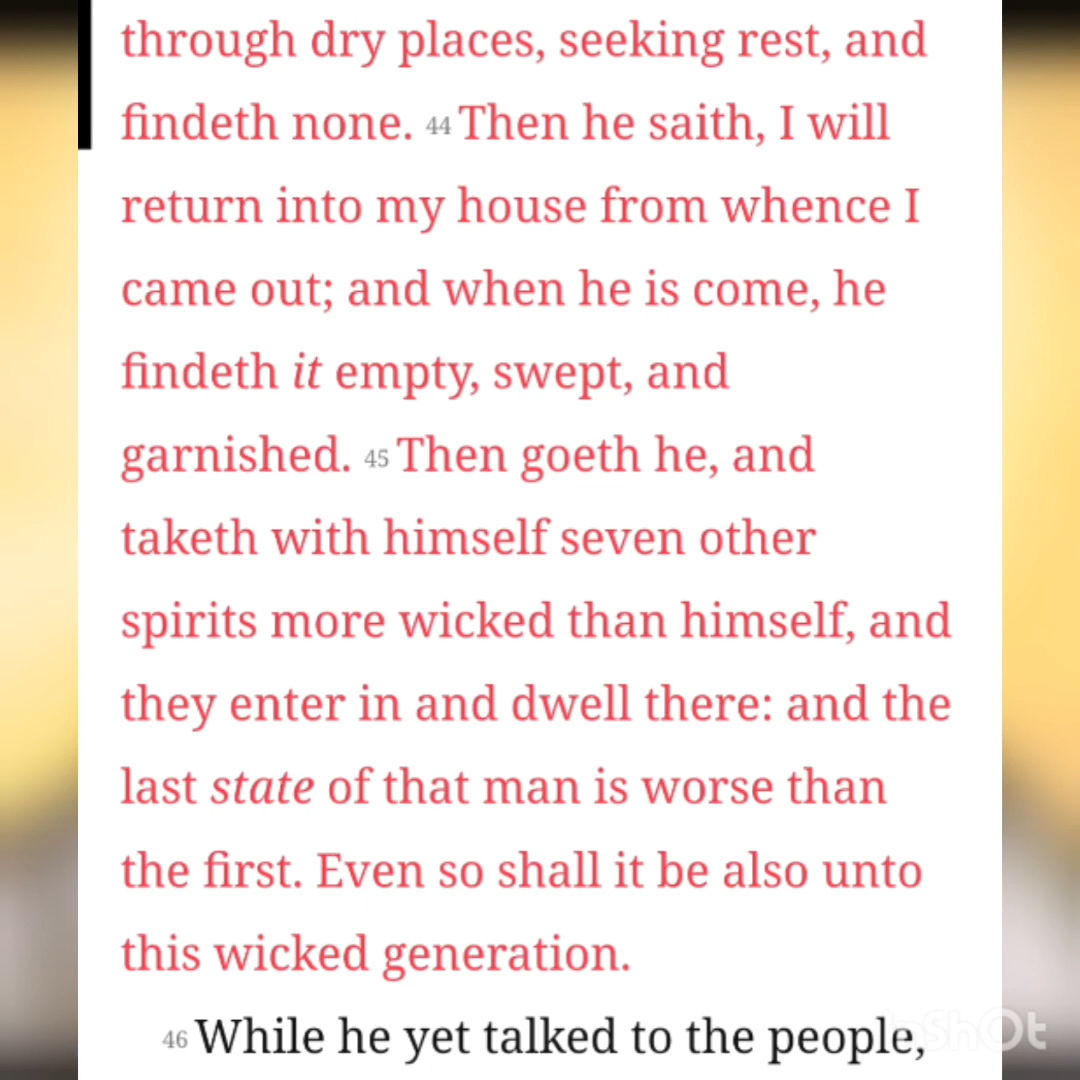 through dry places, seeking rest, and
findeth none. 44 Then he saith, I will
return into my house from whence I
came out; and when he is come, he
findeth it empty, swept, and
garnished. 45 Then goeth he, and
taketh with himself seven other
spirits more wicked than himself, and
they enter in and dwell there: and the
last state of that man is worse than
the first. Even so shall it be also unto
this wicked generation.
46 While he yet talked to the people,
InShOt